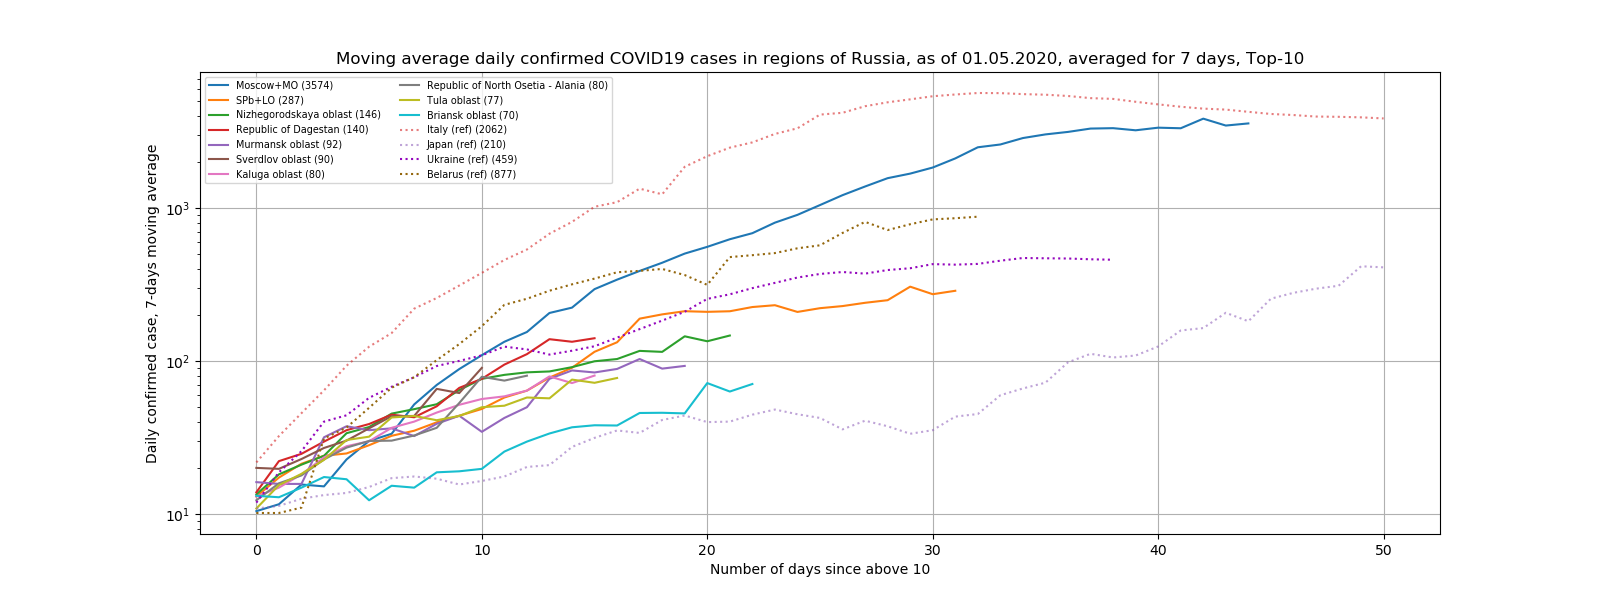 Moving average daily confirmed COVID19 cases in regions of Russia, as of 01.05.2020, averaged for 7 days, Top-10
Moscow+MO (3574)
SPb+LO (287)
Nizhegorodskaya oblast (146)
Republic of Dagestan (140)
Murmansk oblast (92)
Sverdlov oblast (90)
Kaluga oblast (80)
Republic of North Osetia - Alania (80)
Tula oblast (77)
Briansk oblast (70)
Italy (ref) (2062)
Japan (ref) (210)
Ukraine (ref) (459)
Belarus (ref) (877)
Daily confirmed case, 7-days moving average
10³
10²
10¹
0 10 20 30 40 50
Number of days since above 10